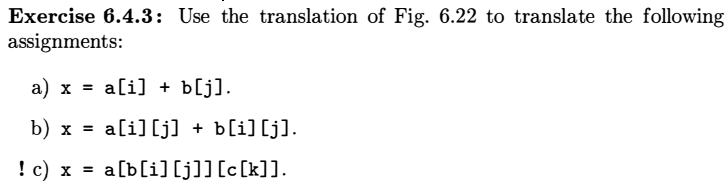 Exercise 6.4.3: Use the translation of Fig. 6.22 to translate the following
assignments:
a) x = a[i] + b[j].
b) x = a[i][j] + b[i][j].
! c) x = a[b[i][j]][c[k]].